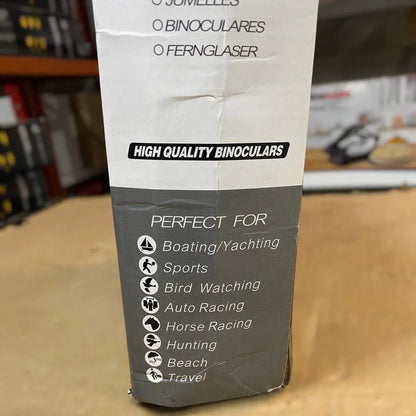 JUMELLES
BINOCULARES
FERNGLASER
HIGH QUALITY BINOCULARS
PERFECT FOR
Boating/Yachting
Sports
Bird Watching
Auto Racing
Horse Racing
Hunting
Beach
Travel